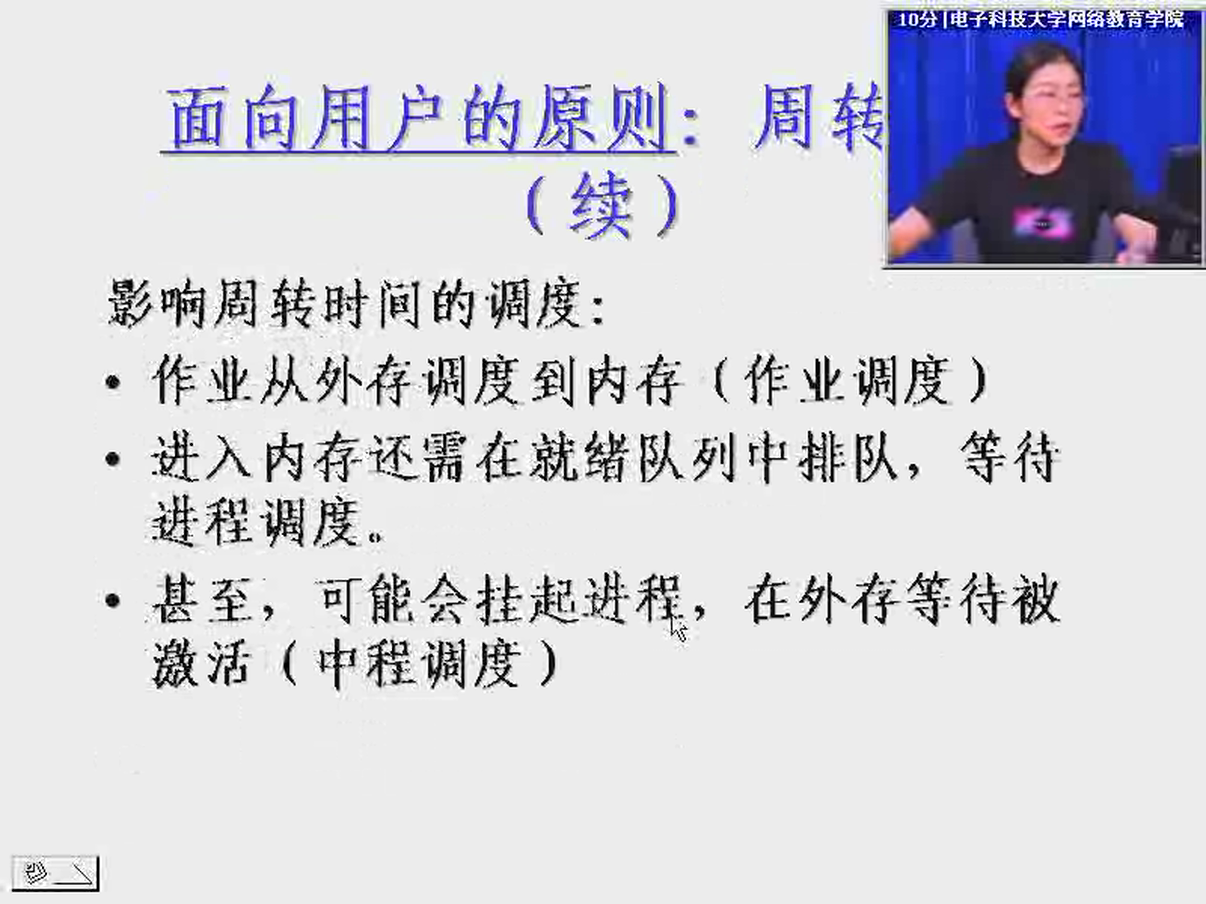 10分|电子科技大学网络教育学院
面向用户的原则：周转
（续）
影响周转时间的调度：
• 作业从外存调度到内存（作业调度）
• 进入内存还需在就绪队列中排队，等待
进程调度。
• 甚至，可能会挂起进程，在外存等待被
激活（中程调度）